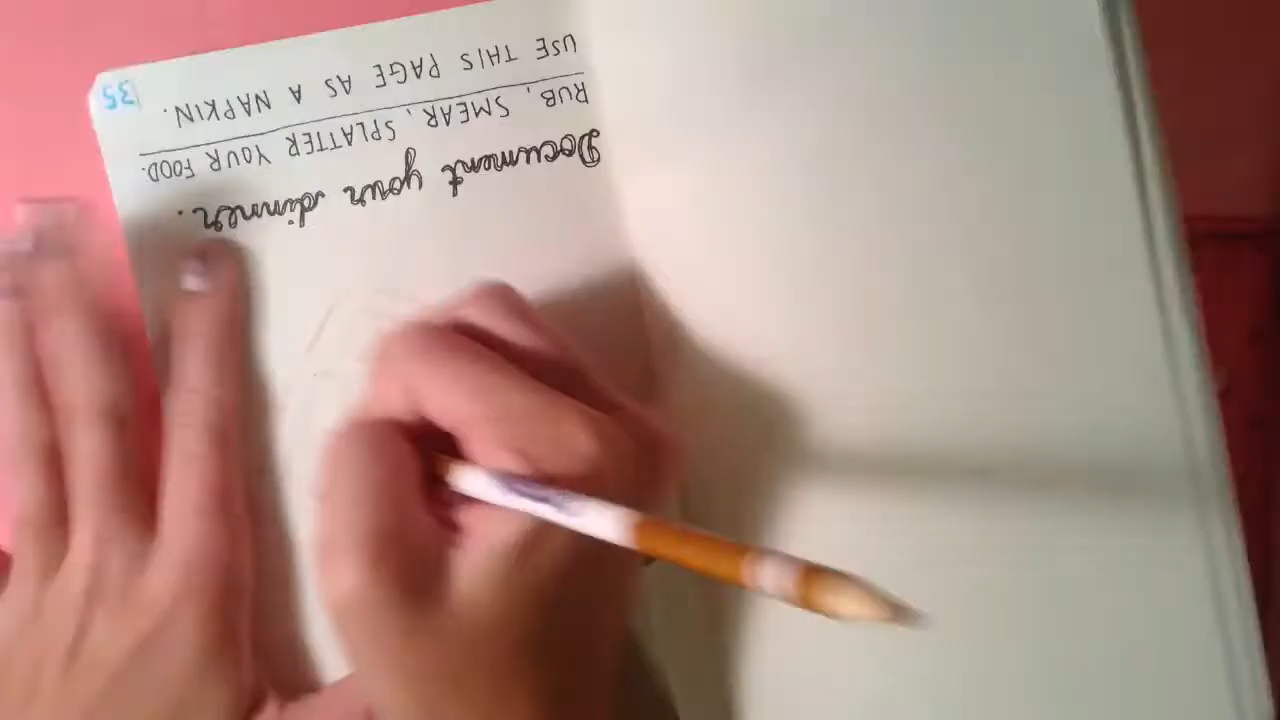 Document your dinner.
RUB, SMEAR, SPLATTER YOUR FOOD.
USE THIS PAGE AS A NAPKIN.
35